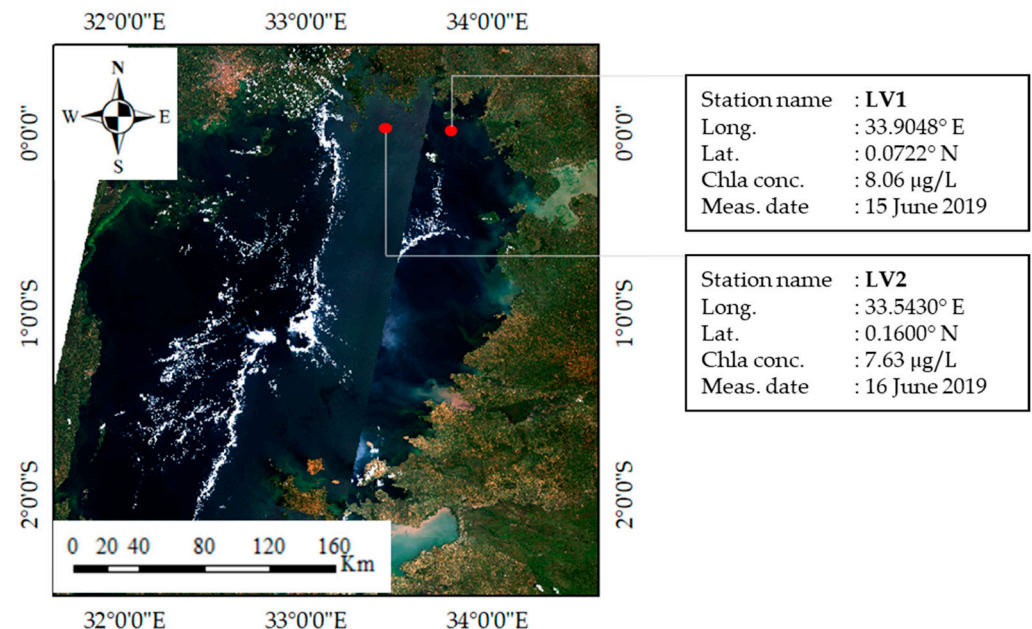 32°0'0"E 33°0'0"E 34°0'0"E
N
W E
S
0°0'0"
1°0'0"S
2°0'0"S
0°0'0"
1°0'0"S
2°0'0"S
0 20 40 80 120 160
Km
32°0'0"E 33°0'0"E 34°0'0"E
Station name : LV1
Long. : 33.9048° E
Lat. : 0.0722° N
Chla conc. : 8.06 µg/L
Meas. date : 15 June 2019
Station name : LV2
Long. : 33.5430° E
Lat. : 0.1600° N
Chla conc. : 7.63 µg/L
Meas. date : 16 June 2019